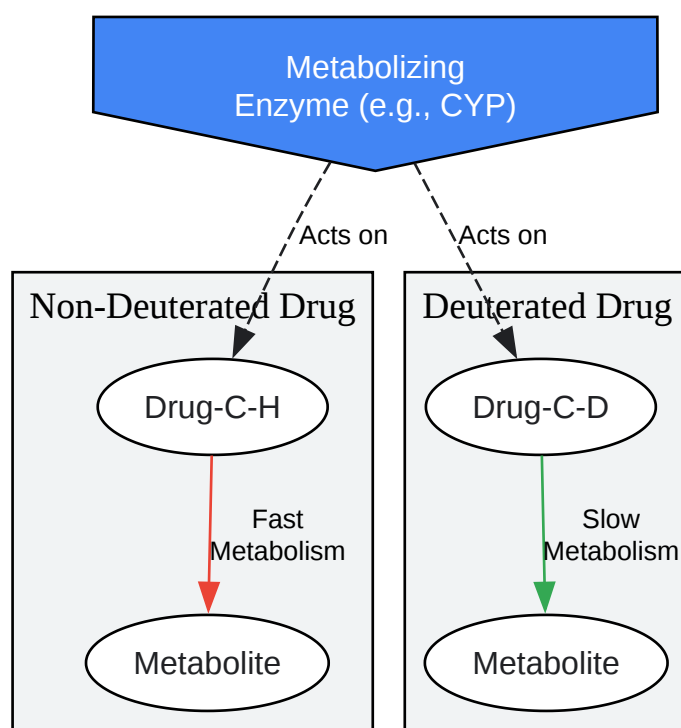 Metabolizing
Enzyme (e.g., CYP)
Acts on
Acts on
Non-Deuterated Drug
Deuterated Drug
Drug-C-H
Drug-C-D
Fast
Metabolism
Slow
Metabolism
Metabolite
Metabolite